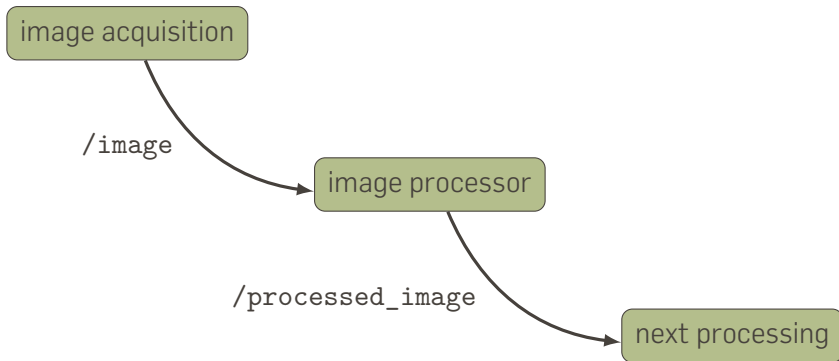 image acquisition
/image
image processor
/processed_image
next processing